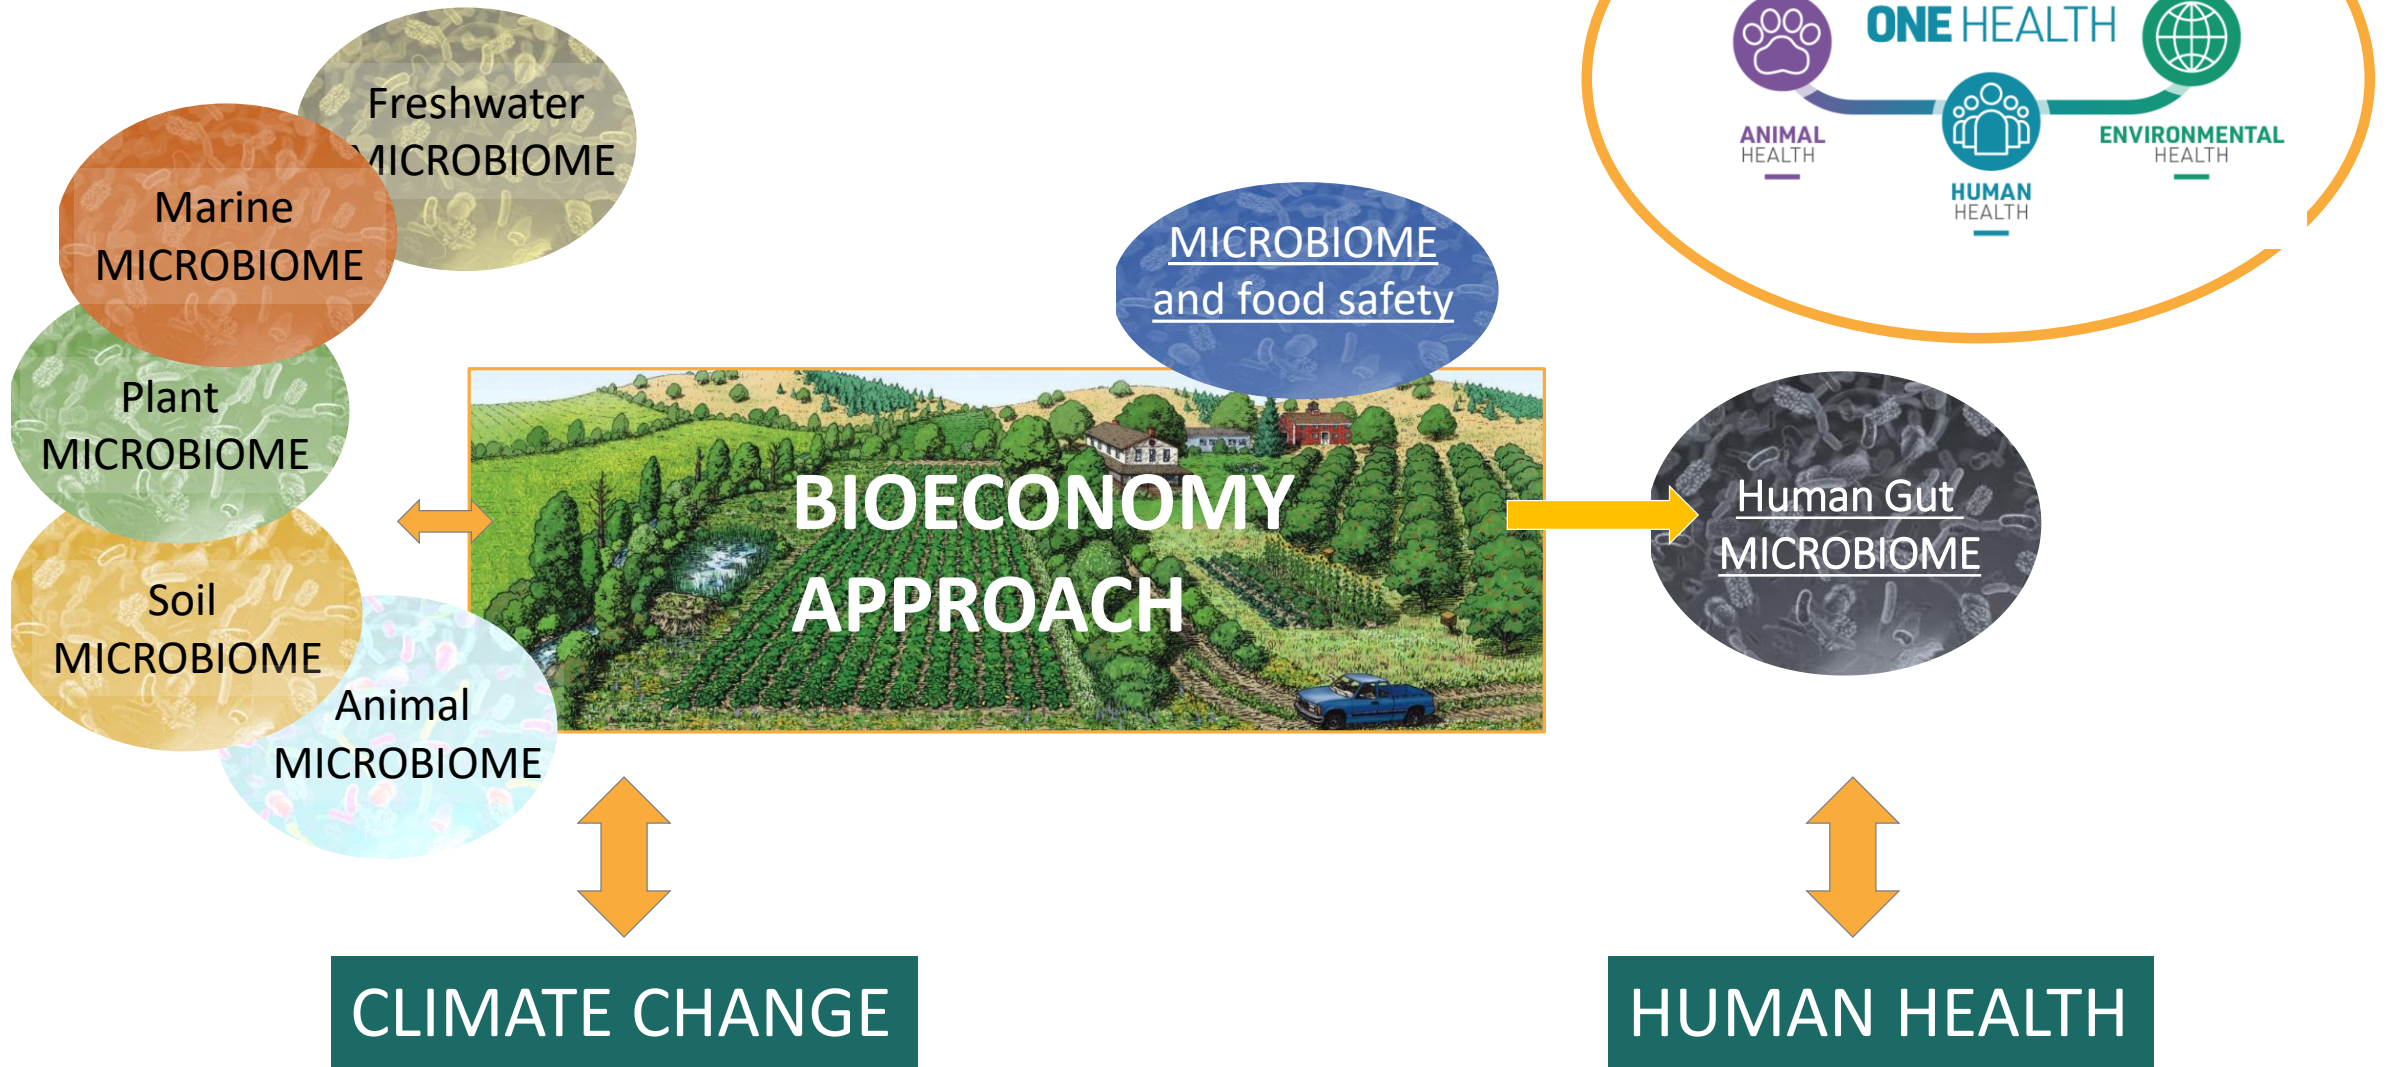 Freshwater
MICROBIOME
Marine
MICROBIOME
Plant
MICROBIOME
Soil
MICROBIOME
Animal
MICROBIOME
MICROBIOME
and food safety
BIOECONOMY
APPROACH
ONE HEALTH
ANIMAL
HEALTH
HUMAN
HEALTH
ENVIRONMENTAL
HEALTH
Human Gut
MICROBIOME
CLIMATE CHANGE
HUMAN HEALTH